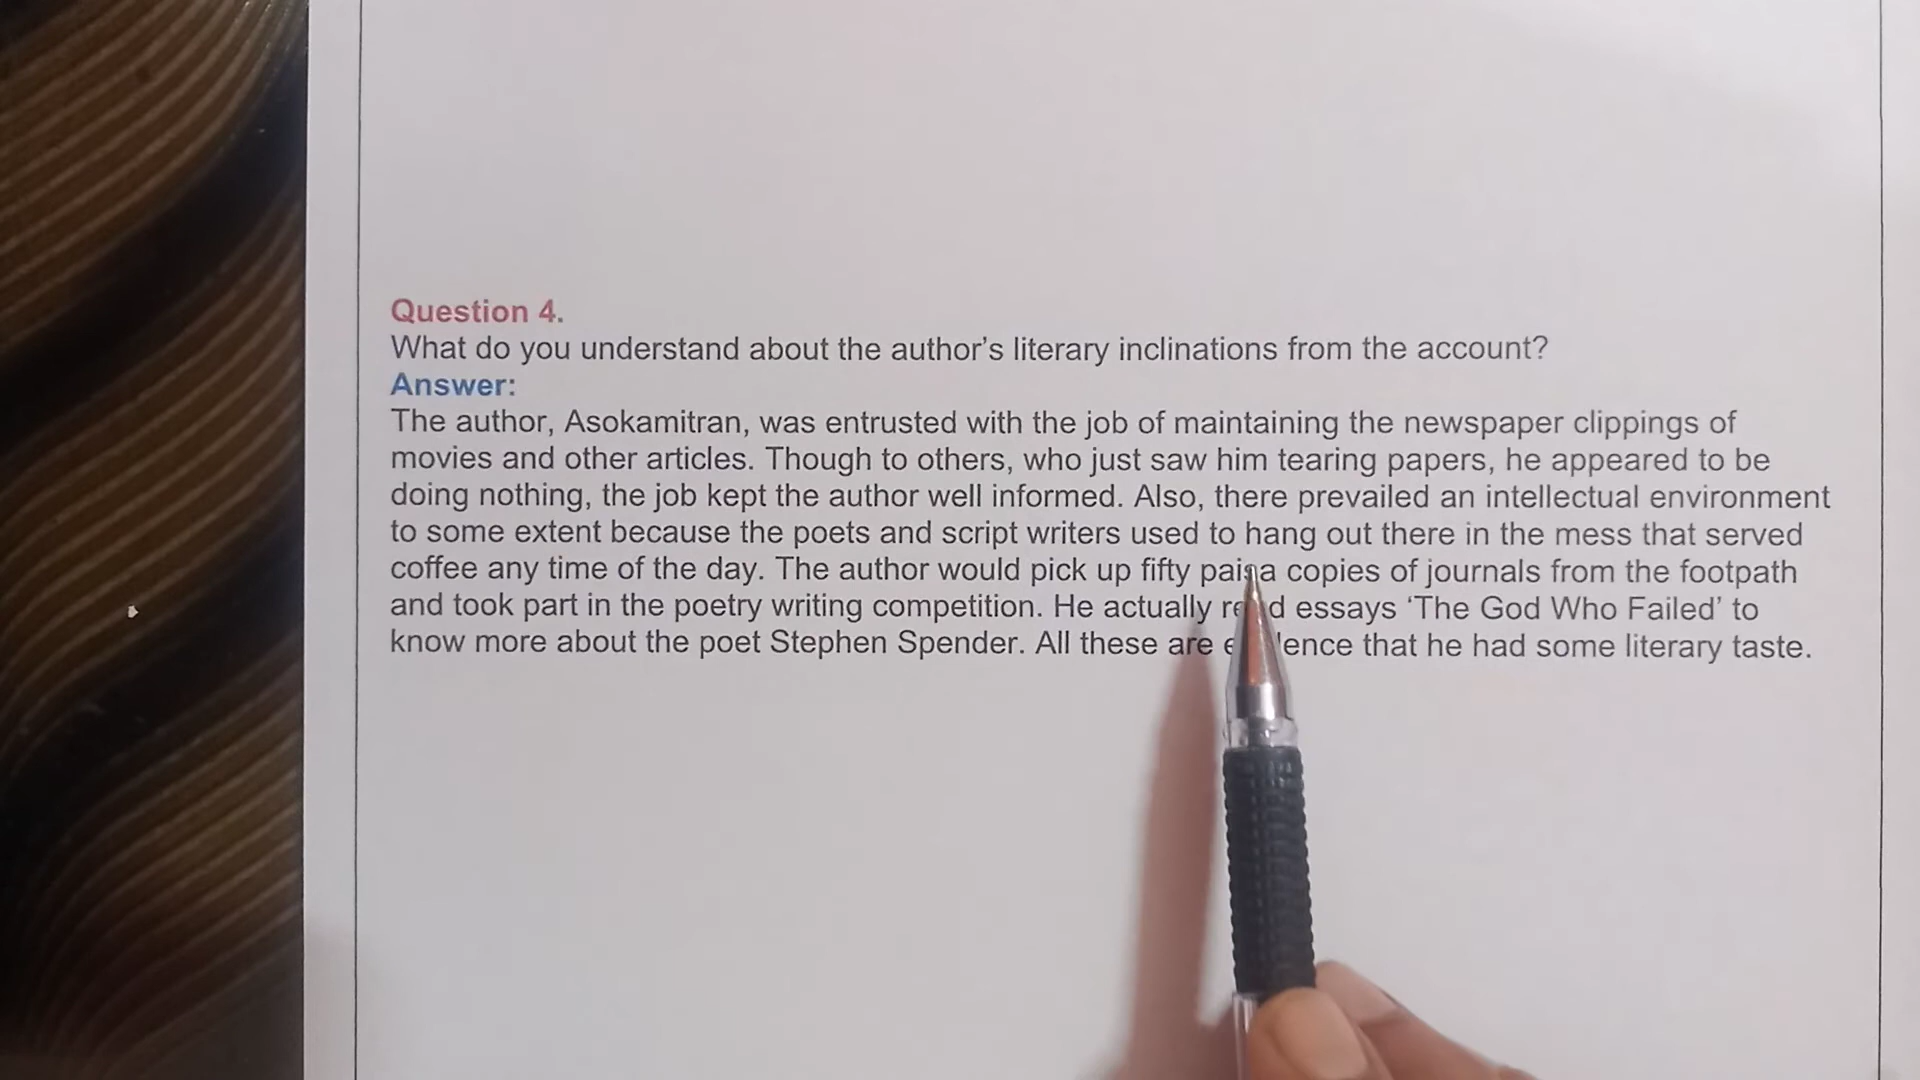 Question 4.
What do you understand about the author’s literary inclinations from the account?
Answer:
The author, Asokamitran, was entrusted with the job of maintaining the newspaper clippings of
movies and other articles. Though to others, who just saw him tearing papers, he appeared to be
doing nothing, the job kept the author well informed. Also, there prevailed an intellectual environment
to some extent because the poets and script writers used to hang out there in the mess that served
coffee any time of the day. The author would pick up fifty paisa copies of journals from the footpath
and took part in the poetry writing competition. He actually read essays ‘The God Who Failed’ to
know more about the poet Stephen Spender. All these are evidence that he had some literary taste.